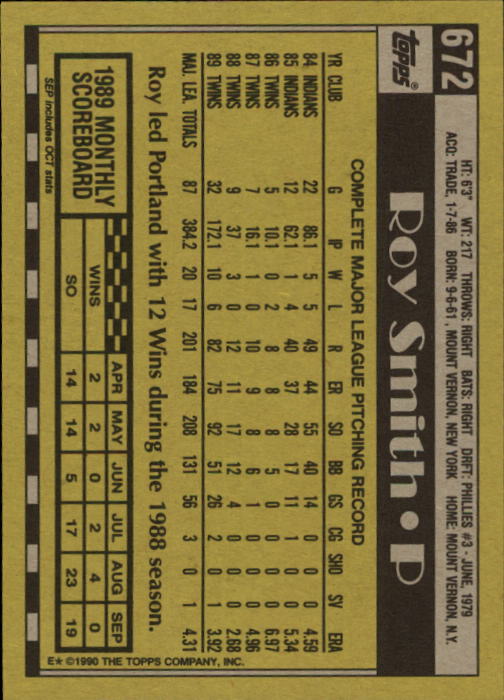 672
topps®
Roy Smith • P
HT: 6'3" WT: 217 THROWS: RIGHT BATS: RIGHT DRFT: PHILLIES #3 - JUNE, 1979
ACQ: TRADE, 1-7-86 BORN: 9-6-61, MOUNT VERNON, NEW YORK HOME: MOUNT VERNON, N.Y.
COMPLETE MAJOR LEAGUE PITCHING RECORD
YR CLUB G IP W L R ER SO BB GS CG SHO SV ERA
84 INDIANS 22 86.1 5 5 49 44 55 40 14 0 0 0 4.59
85 INDIANS 12 62.1 1 4 40 37 28 17 11 1 0 0 5.34
86 TWINS 5 10.1 0 2 8 8 8 5 0 0 0 0 6.97
87 TWINS 7 16.1 1 0 10 9 8 6 1 0 0 0 4.96
88 TWINS 9 37 3 0 12 11 17 12 4 0 0 0 2.68
89 TWINS 32 172.1 10 6 82 75 92 51 26 2 0 1 3.92
MAJ. LEA. TOTALS 87 384.2 20 17 201 184 208 131 56 3 0 1 4.31
Roy led Portland with 12 Wins during the 1988 season.
1989 MONTHLY
SCOREBOARD
APR MAY JUN JUL AUG SEP
WINS 2 2 0 2 4 0
SO 14 14 5 17 23 19
SEP includes OCT stats
E★ ©1990 THE TOPPS COMPANY, INC.